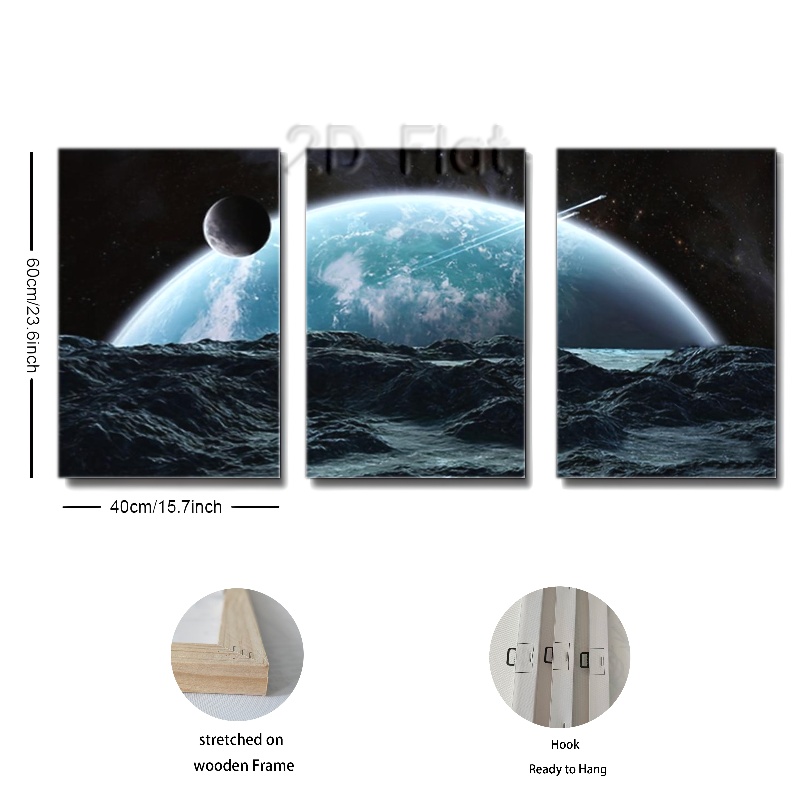 2D Flat
60cm/23.6inch
40cm/15.7inch
stretched on
wooden Frame
Hook
Ready to Hang